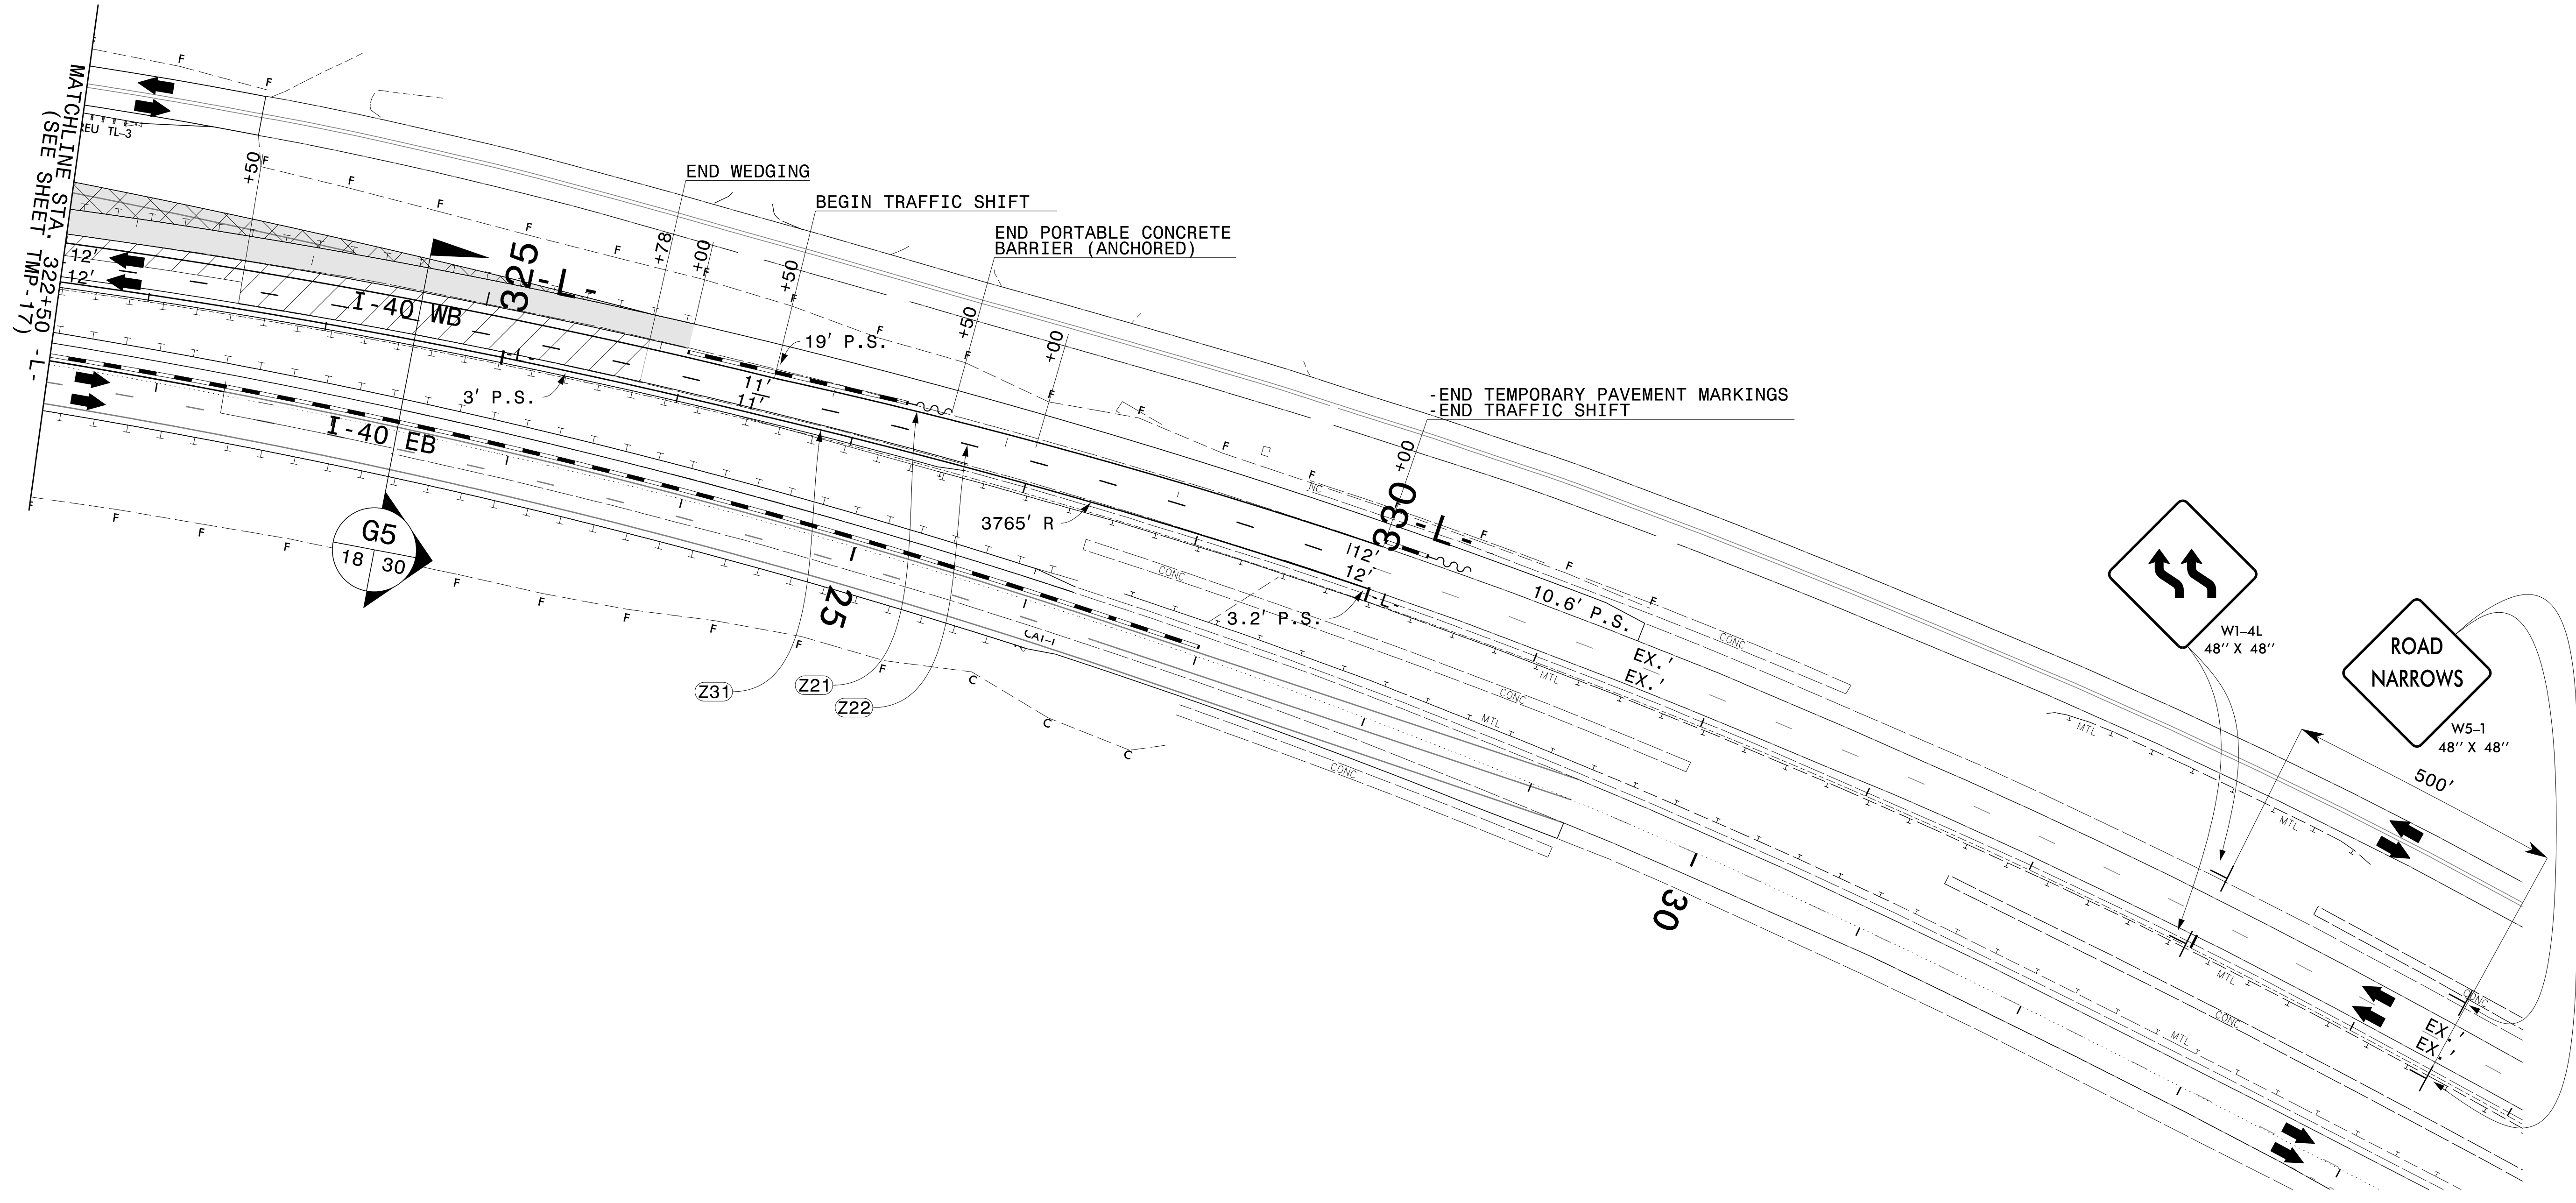 MATCHLINE STA. 322+50 -L-
(SEE SHEET TMP-17)
F
F
TL-3
+50
F
F
F
F
F
END WEDGING
BEGIN TRAFFIC SHIFT
END PORTABLE CONCRETE
BARRIER (ANCHORED)
+78
+00
F
+50
F
F
+50
F
+00
F
F
F
F
12'
12'
I-40 WB
325
-L-
-L-
19' P.S.
11'
11'
3' P.S.
-END TEMPORARY PAVEMENT MARKINGS
-END TRAFFIC SHIFT
+00
330
-L-
NC
F
F
F
I-40 EB
G5
18
30
F
F
F
F
F
F
F
F
F
F
F
C
C
C
3765' R
12'
12'
-L-
3.2' P.S.
10.6' P.S.
EX.'
EX.'
CONC
CONC
CONC
CONC
MTL
MTL
25
CAT-1
Z31
Z21
Z22
30
W1-4L
48" X 48"
ROAD
NARROWS
W5-1
48" X 48"
500'
MTL
MTL
MTL
MTL
CONC
CONC
EX.'
EX.'